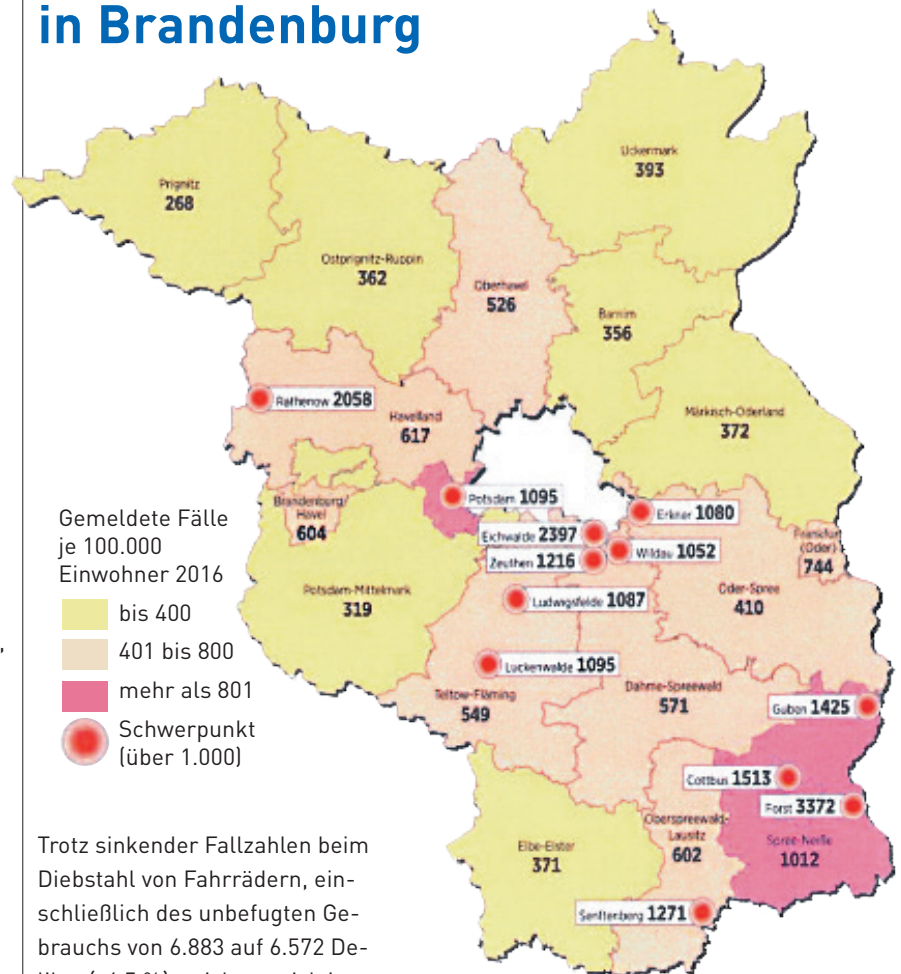 in Brandenburg
Uckermark
393
Prignitz
268
Ostprignitz-Ruppin
362
Oberhavel
526
Barnim
356
Rathenow 2058
Havelland
617
Märkisch-Oderland
372
Potsdam 1095
Erkner 1080
Brandenburg/
Havel
604
Eichwalde 2397
Wildau 1052
Zeuthen 1216
Frankfurt
(Oder)
744
Potsdam-Mittelmark
319
Ludwigsfelde 1087
Oder-Spree
410
Luckenwalde 1095
Teltow-Fläming
549
Dahme-Spreewald
571
Guben 1425
Cottbus 1513
Forst 3372
Elbe-Elster
371
Oberspreewald-
Lausitz
602
Spree-Neiße
1012
Senftenberg 1271
Gemeldete Fälle
je 100.000
Einwohner 2016
bis 400
401 bis 800
mehr als 801
Schwerpunkt
(über 1.000)
Trotz sinkender Fallzahlen beim
Diebstahl von Fahrrädern, ein-
schließlich des unbefugten Ge-
brauchs von 6.883 auf 6.572 De-